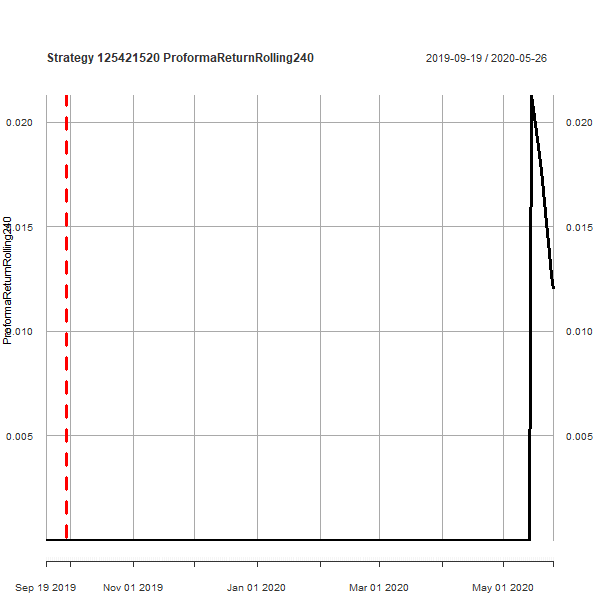 Strategy 125421520 ProformaReturnRolling240
2019-09-19 / 2020-05-26
0.020 0.020
0.015 0.015
ProformaReturnRolling240
0.010 0.010
0.005 0.005
Sep 19 2019 Nov 01 2019 Jan 01 2020 Mar 01 2020 May 01 2020